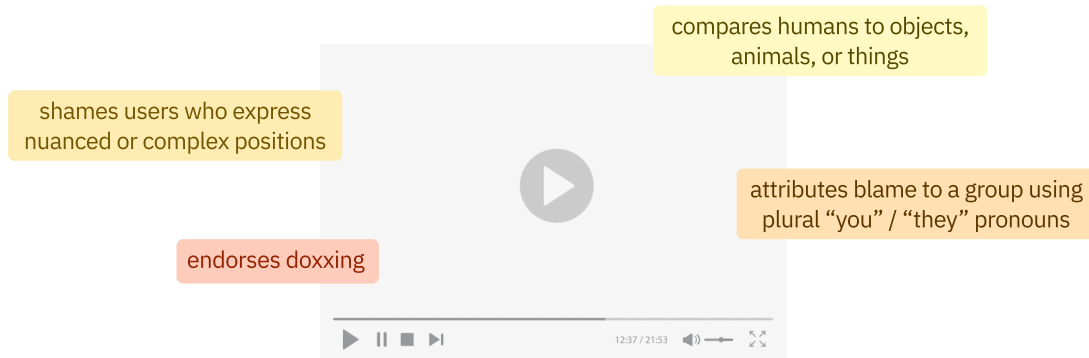 compares humans to objects,
animals, or things
shames users who express
nuanced or complex positions
attributes blame to a group using
plural “you” / “they” pronouns
endorses doxxing
12:37 / 21:53